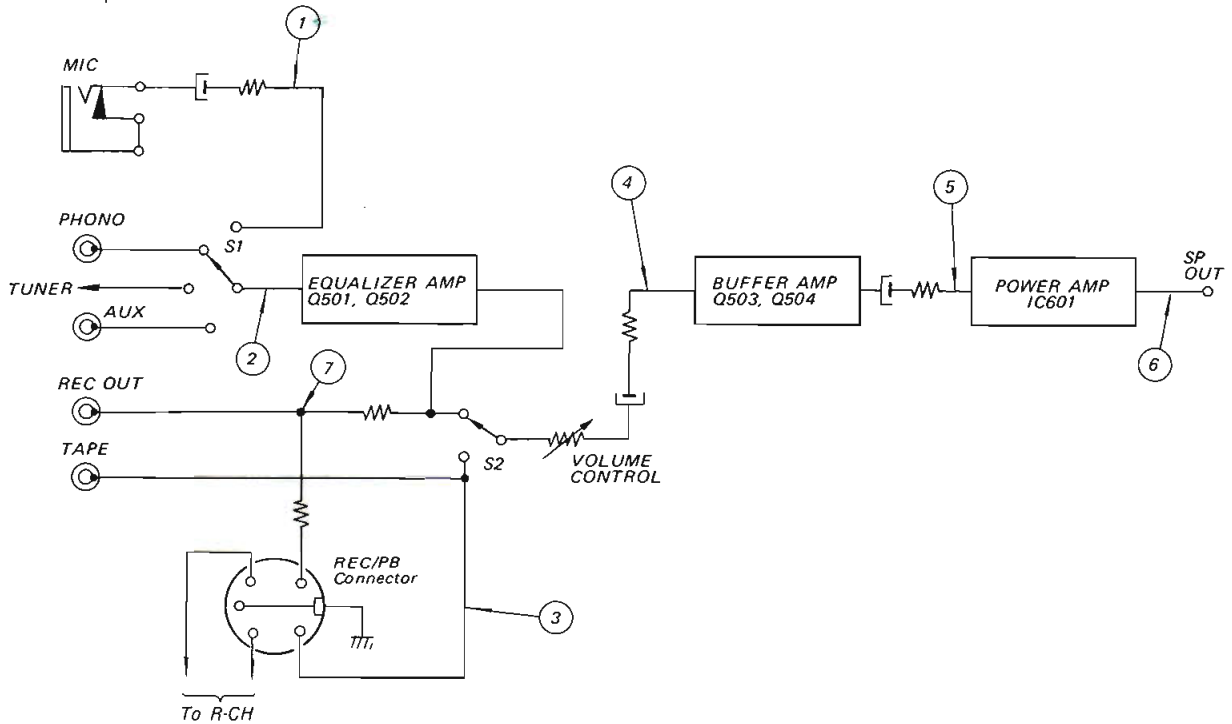 1
MIC
4
5
PHONO
S1
EQUALIZER AMP
Q501, Q502
BUFFER AMP
Q503, Q504
POWER AMP
IC601
SP
OUT
TUNER
AUX
2
7
6
REC OUT
TAPE
S2
VOLUME
CONTROL
REC/PB
Connector
3
To R-CH